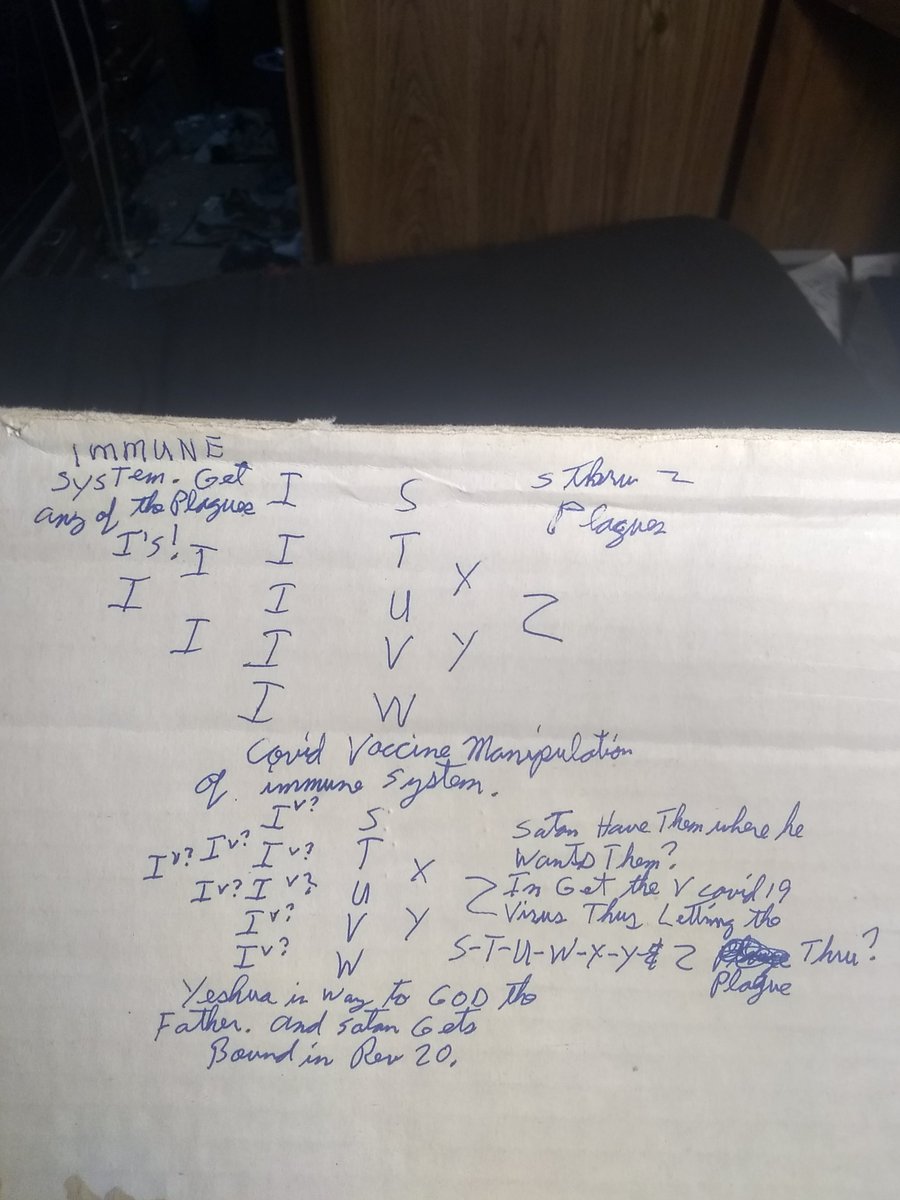 IMMUNE
System. Get
any of the Plagues
I's!
I S S Thru Z
Plagues
I I T
X
I I U Z
I I V Y
I W
Covid Vaccine Manipulation
of immune system.
I v? S
I v? I v? I v? T X
I v? I v? U Z
I v? V Y
I v? W
Satan Have Them where he
Wants Them?
In Get the V covid 19
Virus Thus Letting the
S-T-U-W-X-Y-& Z Thru?
Plague
Yeshua is Way to GOD the
Father. And Satan Gets
Bound in Rev 20.